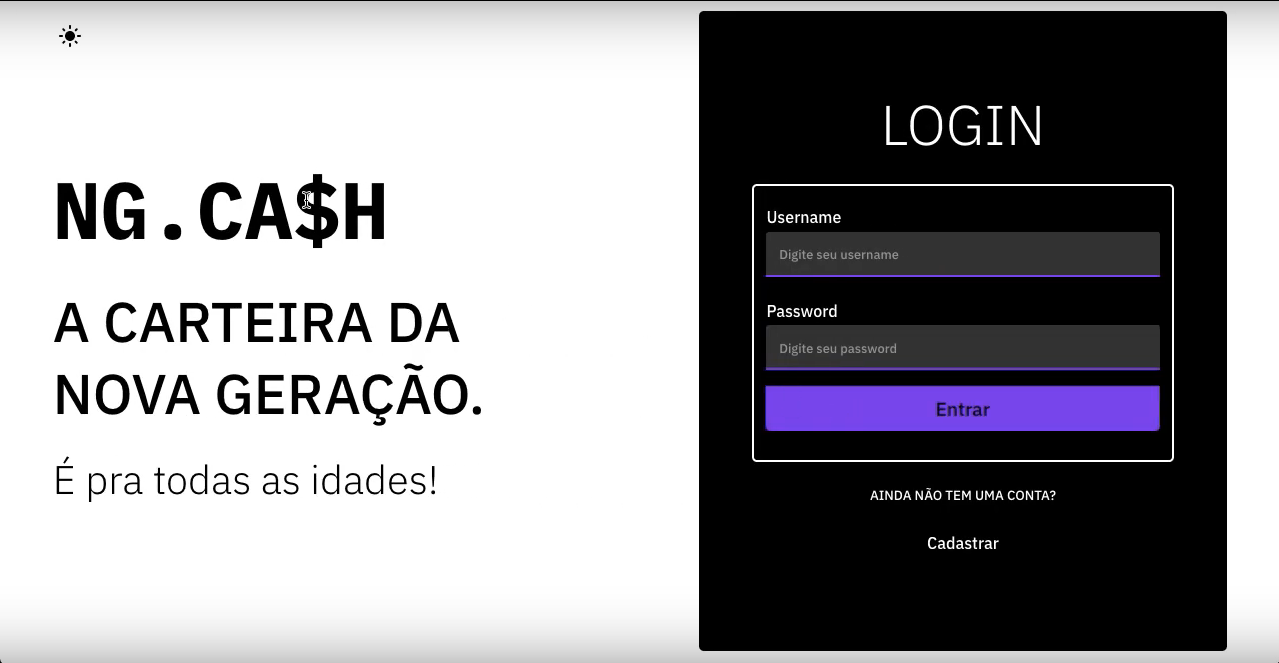 NG.CA$H
A CARTEIRA DA
NOVA GERAÇÃO.
É pra todas as idades!
LOGIN
Username
Digite seu username
Password
Digite seu password
Entrar
AINDA NÃO TEM UMA CONTA?
Cadastrar